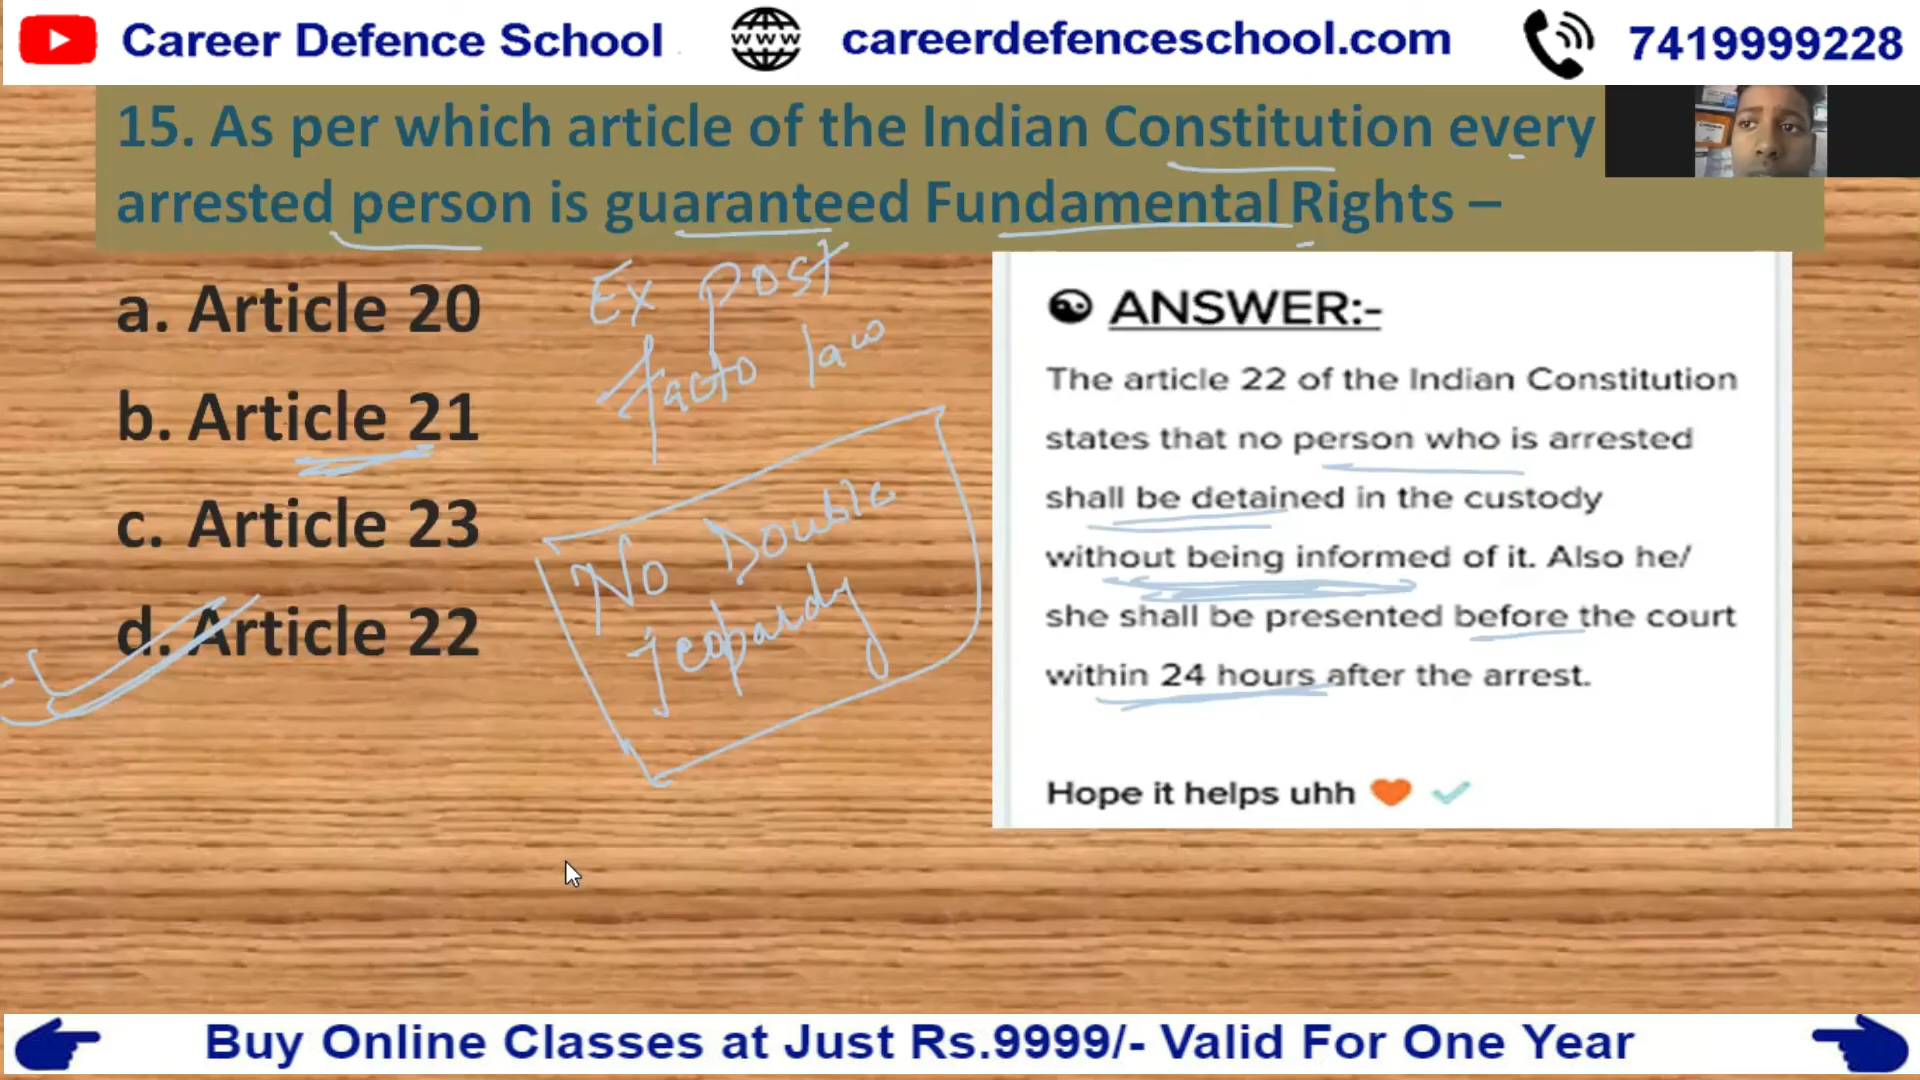 Career Defence School
www
careerdefenceschool.com
7419999228
15. As per which article of the Indian Constitution every
arrested person is guaranteed Fundamental Rights –
a. Article 20
b. Article 21
c. Article 23
d. Article 22
Ex post
facto law
No Double
jeopardy
ANSWER:-
The article 22 of the Indian Constitution
states that no person who is arrested
shall be detained in the custody
without being informed of it. Also he/
she shall be presented before the court
within 24 hours after the arrest.
Hope it helps uhh
Buy Online Classes at Just Rs.9999/- Valid For One Year